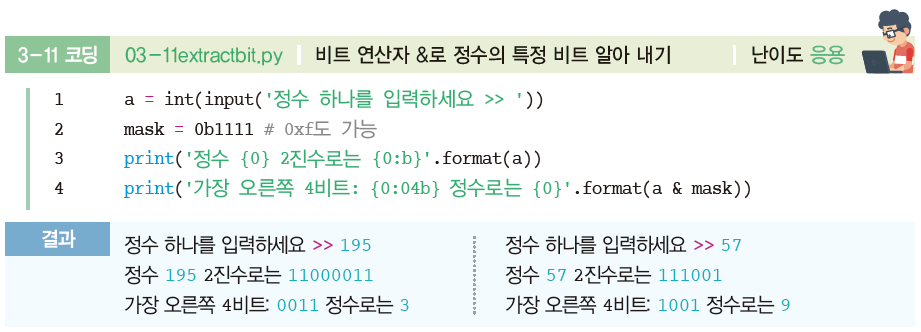 3-11 코딩 03-11extractbit.py 비트 연산자 &로 정수의 특정 비트 알아 내기 난이도 응용
1 a = int(input('정수 하나를 입력하세요 >> '))
2 mask = 0b1111 # 0xf도 가능
3 print('정수 {0} 2진수로는 {0:b}'.format(a))
4 print('가장 오른쪽 4비트: {0:04b} 정수로는 {0}'.format(a & mask))
결과
정수 하나를 입력하세요 >> 195
정수 195 2진수로는 11000011
가장 오른쪽 4비트: 0011 정수로는 3
정수 하나를 입력하세요 >> 57
정수 57 2진수로는 111001
가장 오른쪽 4비트: 1001 정수로는 9